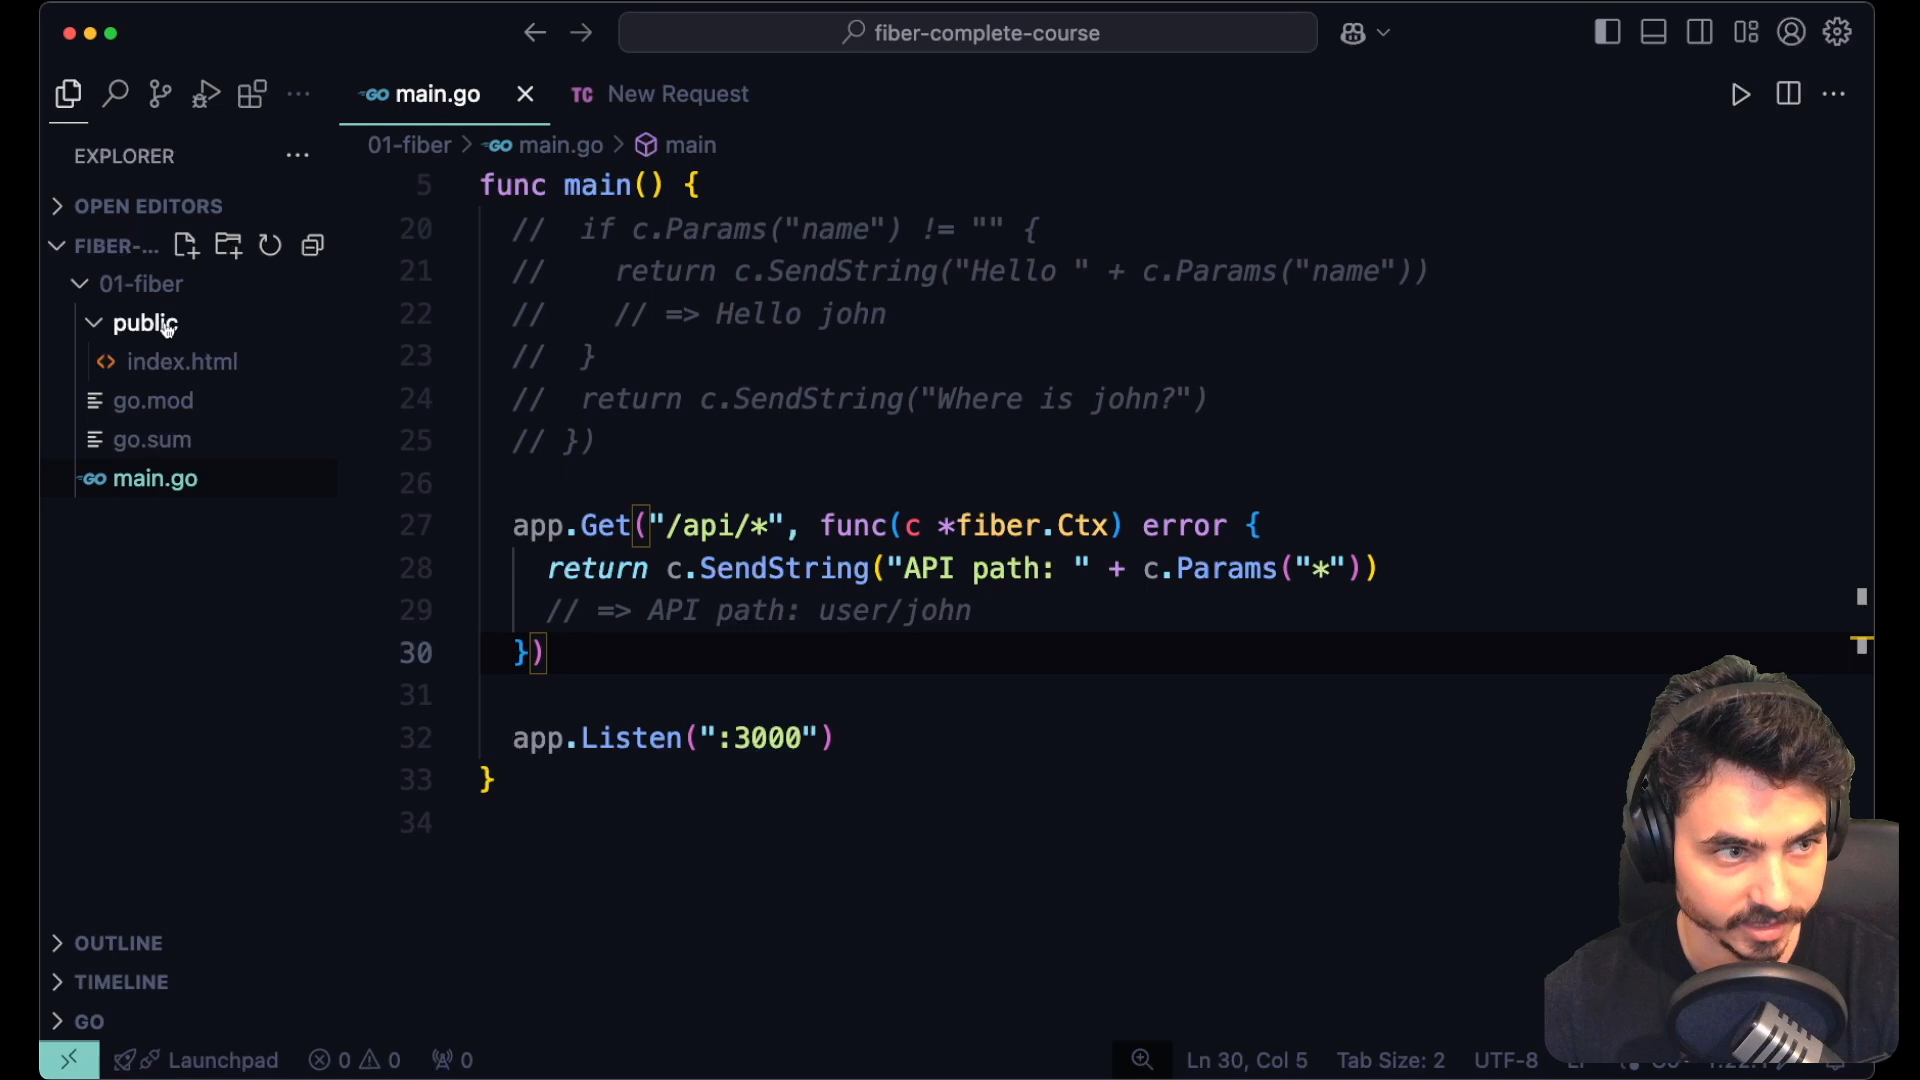 fiber-complete-course
main.go
TC New Request
EXPLORER
01-fiber > main.go > main
OPEN EDITORS
FIBER-...
01-fiber
public
index.html
go.mod
go.sum
main.go
5 func main() {
20 // if c.Params("name") != "" {
21 // return c.SendString("Hello " + c.Params("name"))
22 // // => Hello john
23 // }
24 // return c.SendString("Where is john?")
25 // })
26
27 app.Get("/api/*", func(c *fiber.Ctx) error {
28 return c.SendString("API path: " + c.Params("*"))
29 // => API path: user/john
30 })
31
32 app.Listen(":3000")
33 }
34
OUTLINE
TIMELINE
GO
Launchpad 0 0 0 Ln 30, Col 5 Tab Size: 2 UTF-8